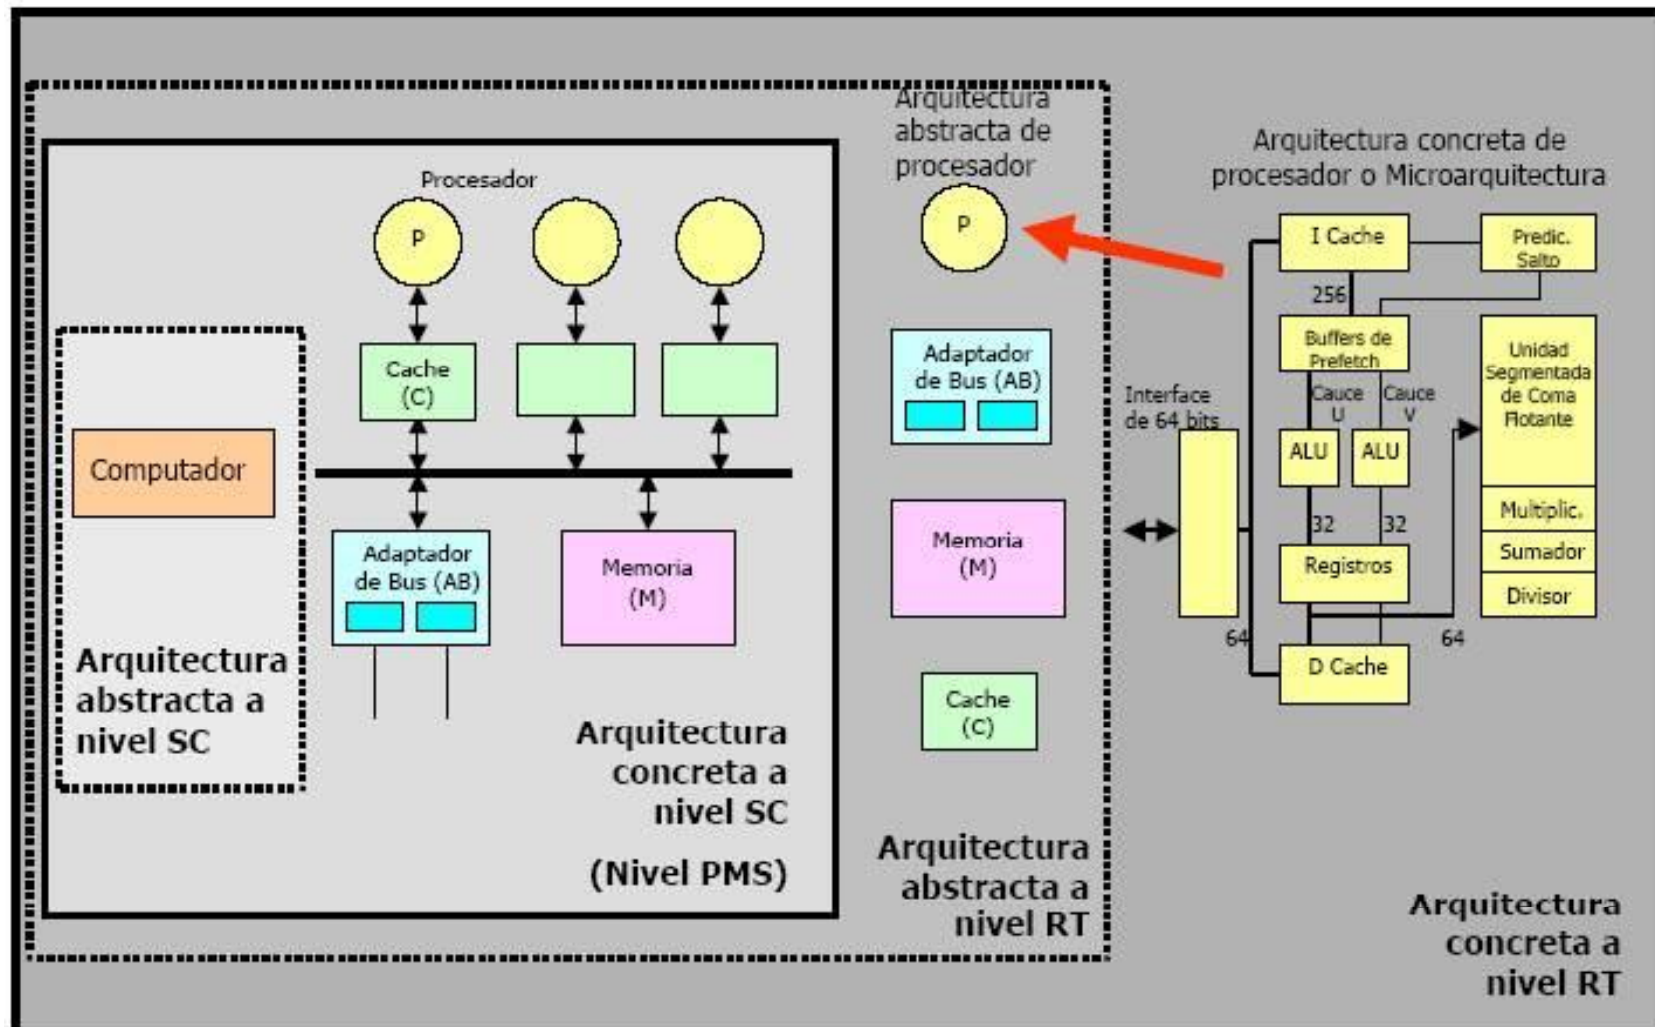 Arquitectura
abstracta de
procesador
P
Arquitectura concreta de
procesador o Microarquitectura
Procesador
P
Cache
(C)
Computador
Adaptador
de Bus (AB)
Memoria
(M)
Arquitectura
abstracta a
nivel SC
Arquitectura
concreta a
nivel SC
(Nivel PMS)
Adaptador
de Bus (AB)
Memoria
(M)
Cache
(C)
Arquitectura
abstracta a
nivel RT
Interface
de 64 bits
I Cache
Predic.
Salto
256
Buffers de
Prefetch
Cauce
U
Cauce
V
Unidad
Segmentada
de Coma
Flotante
ALU
ALU
32
32
Multiplic.
Sumador
Divisor
Registros
64
64
D Cache
Arquitectura
concreta a
nivel RT